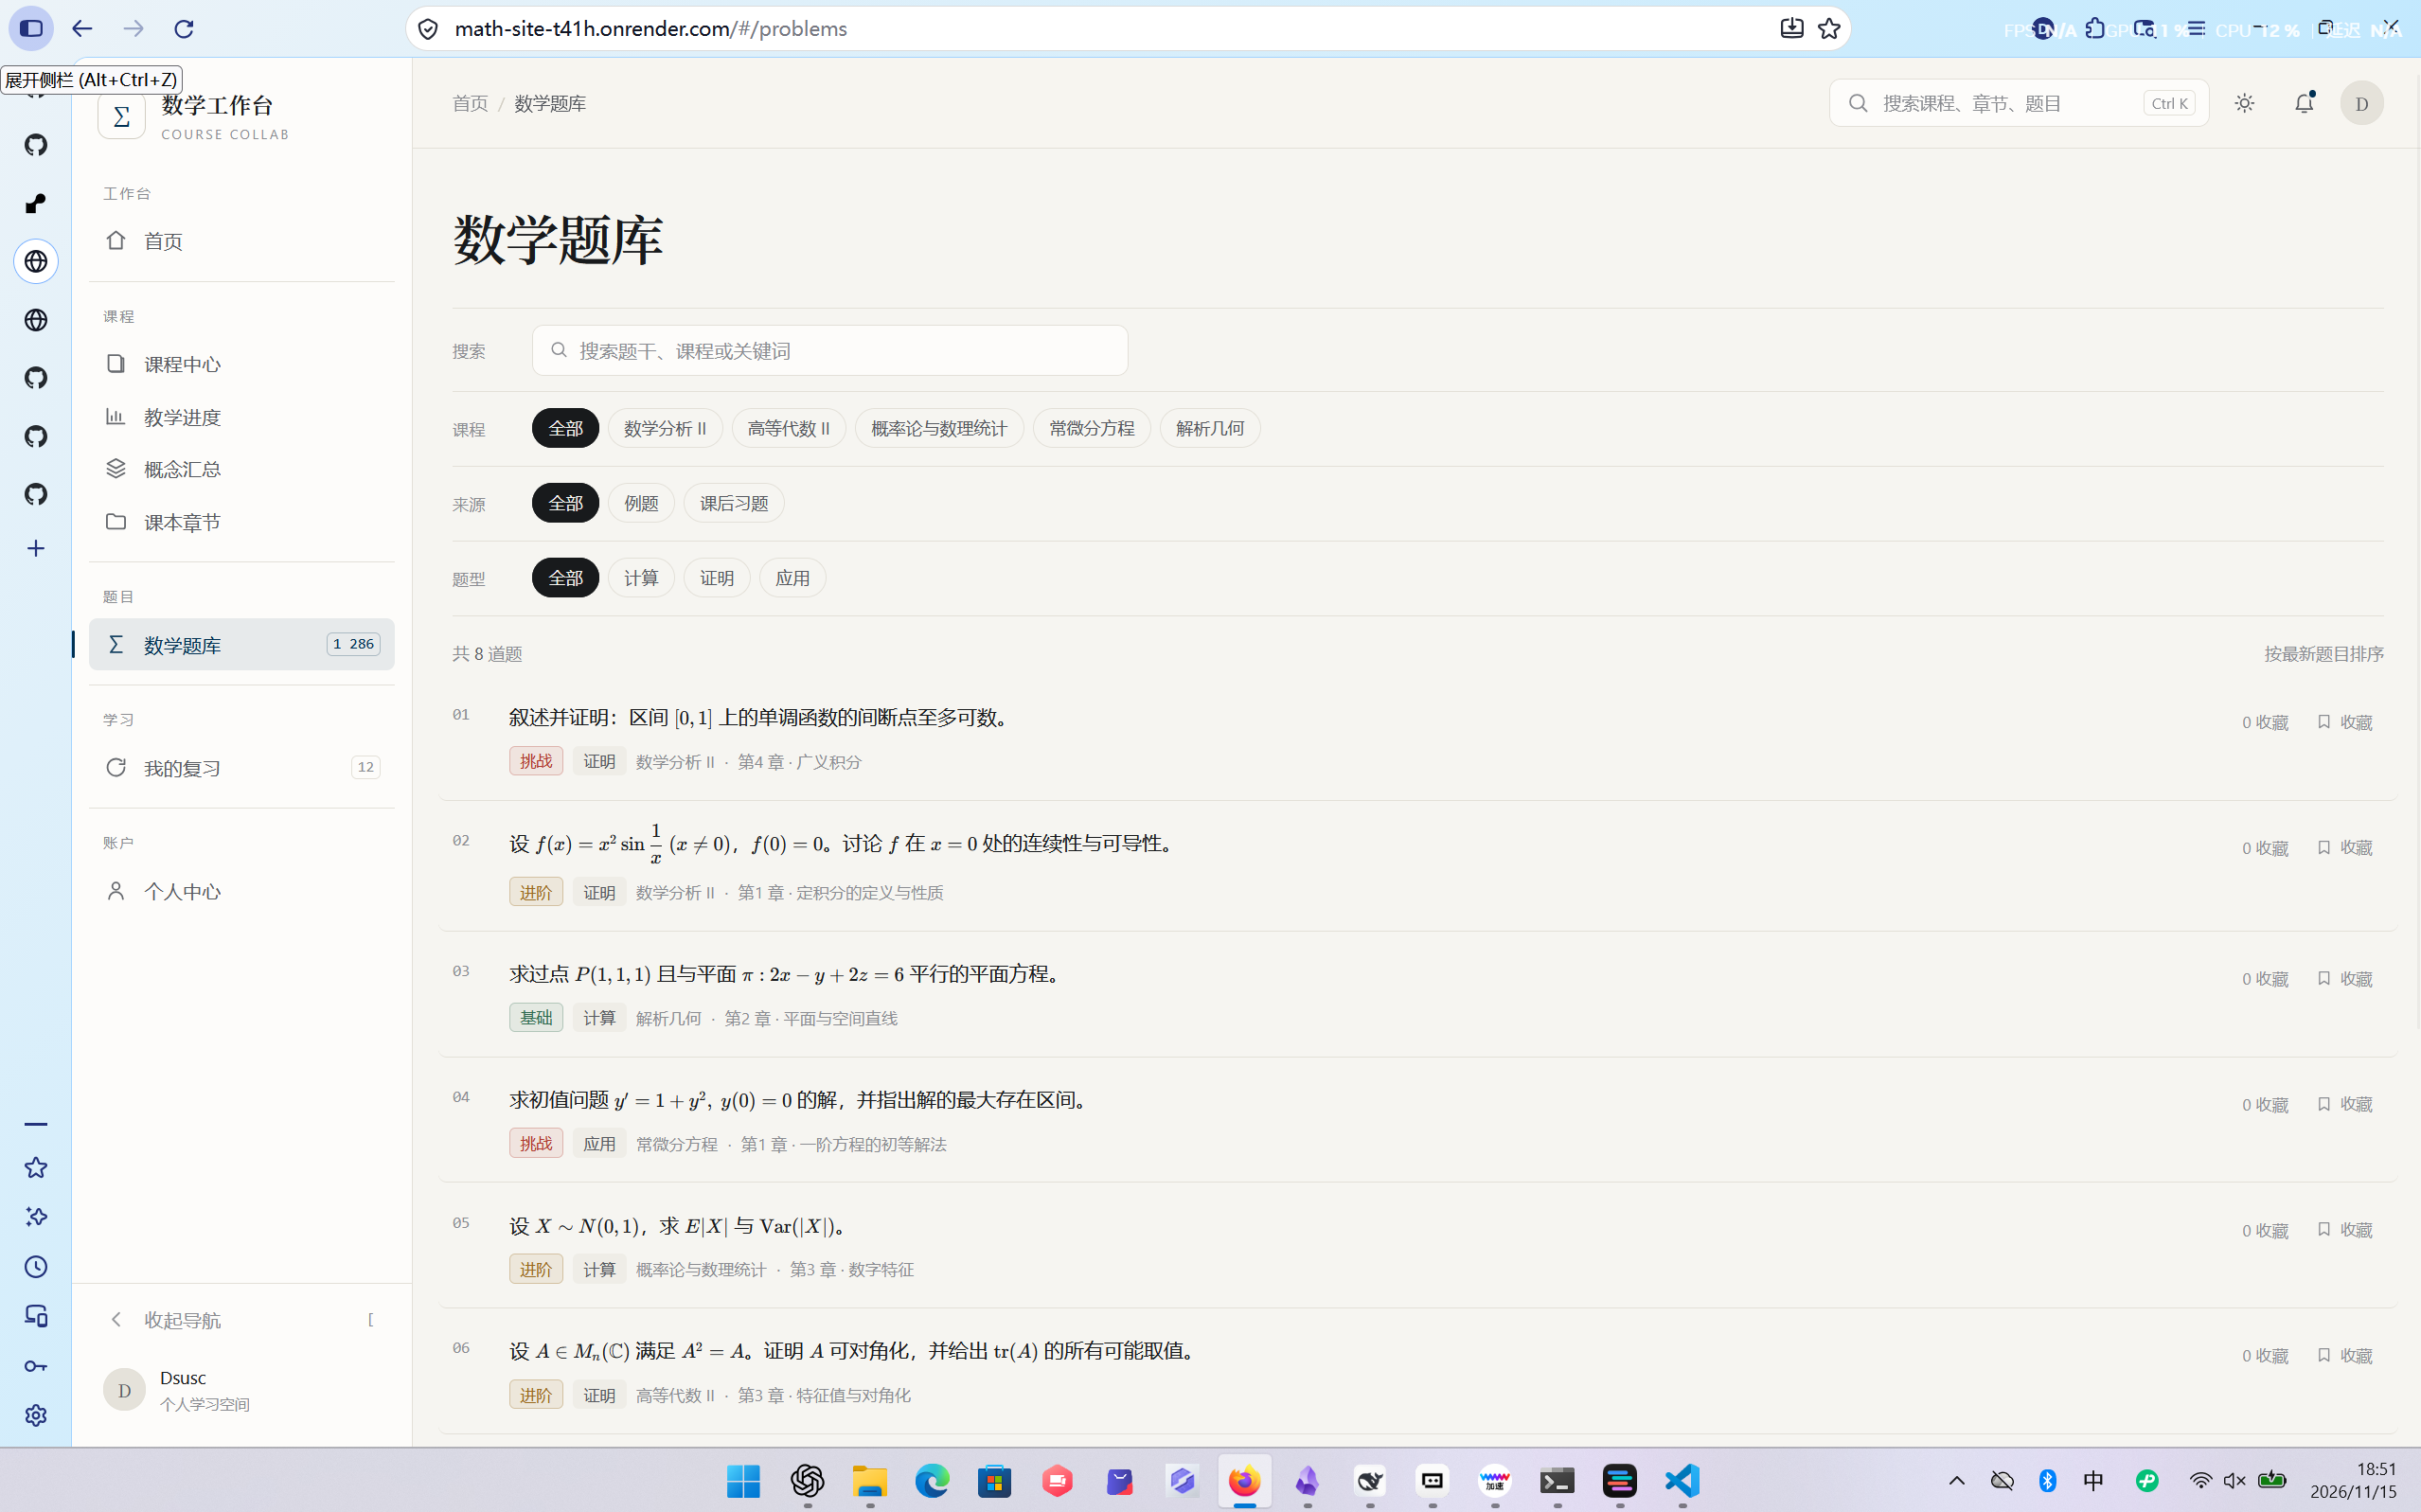 math-site-t41h.onrender.com/#/problems
FPS N/A GPU 1 % CPU 12 % 延迟 N/A
展开侧栏 (Alt+Ctrl+Z)
Σ 数学工作台
COURSE COLLAB
首页 / 数学题库
搜索课程、章节、题目 Ctrl K
D
工作台
首页
课程
课程中心
教学进度
概念汇总
课本章节
题目
Σ 数学题库 1 286
学习
我的复习 12
账户
个人中心
收起导航 [
D Dsusc
个人学习空间
数学题库
搜索 搜索题干、课程或关键词
课程 全部 数学分析 II 高等代数 II 概率论与数理统计 常微分方程 解析几何
来源 全部 例题 课后习题
题型 全部 计算 证明 应用
共 8 道题 按最新题目排序
01 叙述并证明：区间 [0, 1] 上的单调函数的间断点至多可数。 0 收藏 收藏
挑战 证明 数学分析 II · 第4 章 · 广义积分
02 设 f(x) = x² sin 1/x (x ≠ 0)，f(0) = 0。讨论 f 在 x = 0 处的连续性与可导性。 0 收藏 收藏
进阶 证明 数学分析 II · 第1 章 · 定积分的定义与性质
03 求过点 P(1, 1, 1) 且与平面 π : 2x − y + 2z = 6 平行的平面方程。 0 收藏 收藏
基础 计算 解析几何 · 第2 章 · 平面与空间直线
04 求初值问题 y′ = 1 + y², y(0) = 0 的解，并指出解的最大存在区间。 0 收藏 收藏
挑战 应用 常微分方程 · 第1 章 · 一阶方程的初等解法
05 设 X ∼ N(0, 1)，求 E|X| 与 Var(|X|)。 0 收藏 收藏
进阶 计算 概率论与数理统计 · 第3 章 · 数字特征
06 设 A ∈ Mₙ(ℂ) 满足 A² = A。证明 A 可对角化，并给出 tr(A) 的所有可能取值。 0 收藏 收藏
进阶 证明 高等代数 II · 第3 章 · 特征值与对角化
加速
中
18:51
2026/11/15